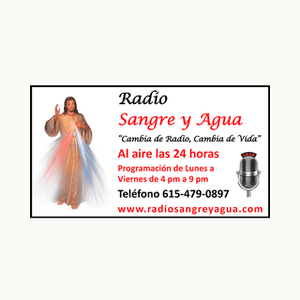 Radio
Sangre y Agua
“Cambia de Radio, Cambia de Vida”
Al aire las 24 horas
Programación de Lunes a
Viernes de 4 pm a 9 pm
Teléfono 615-479-0897
www.radiosangreyagua.com